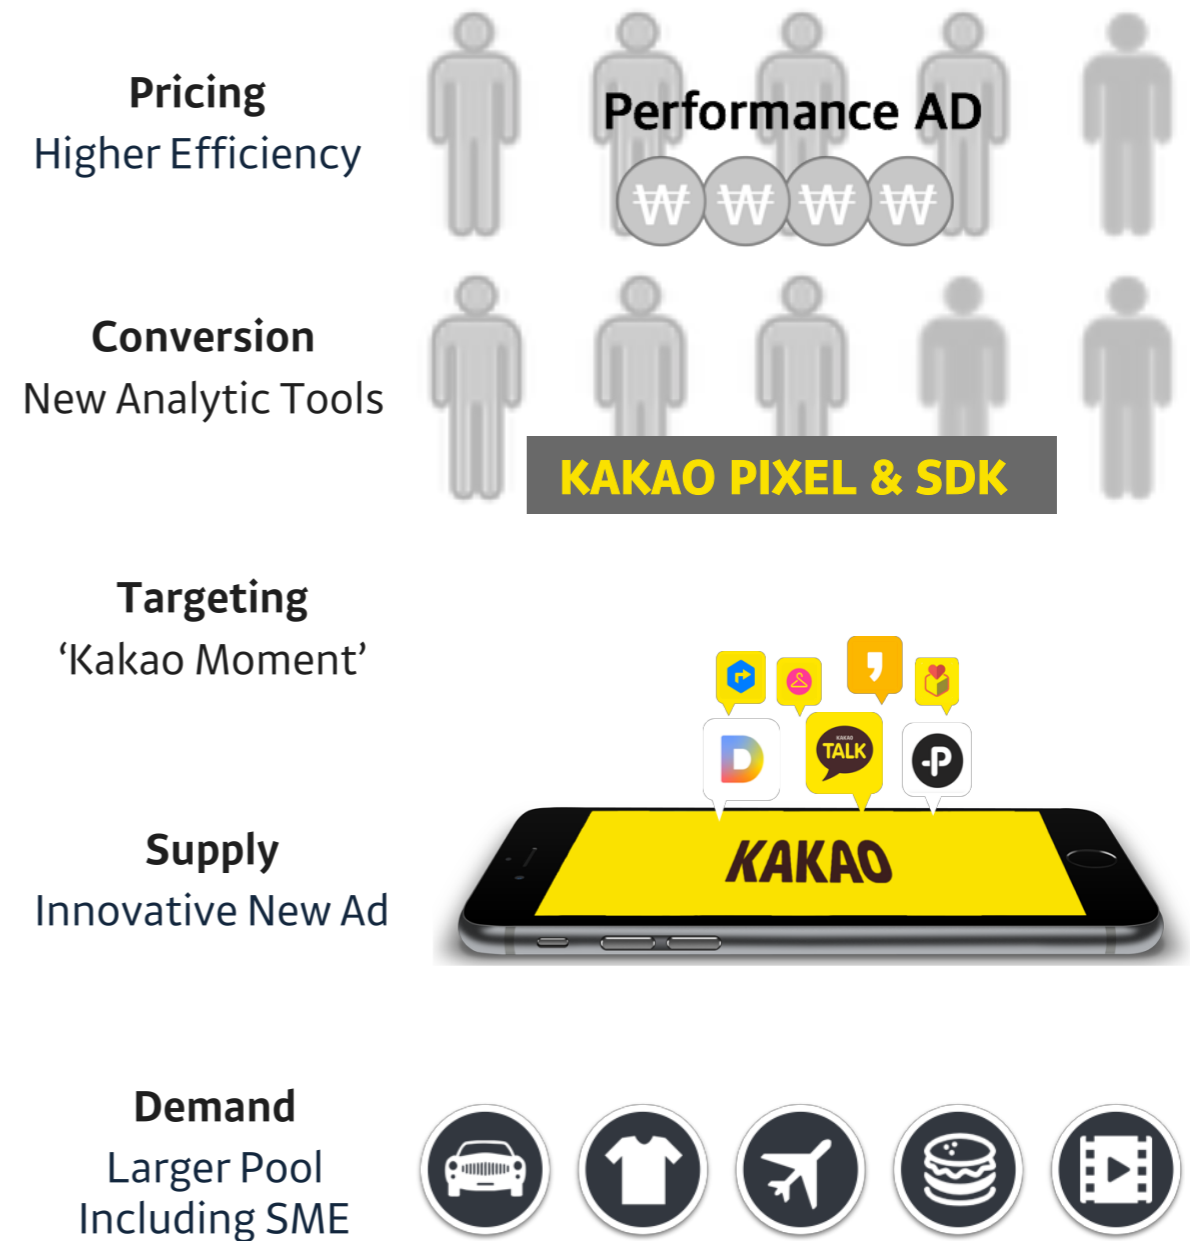 Pricing
Higher Efficiency
Performance AD
₩ ₩ ₩ ₩
Conversion
New Analytic Tools
KAKAO PIXEL & SDK
Targeting
‘Kakao Moment’
D
KAKAO
TALK
P
Supply
Innovative New Ad
KAKAO
Demand
Larger Pool
Including SME